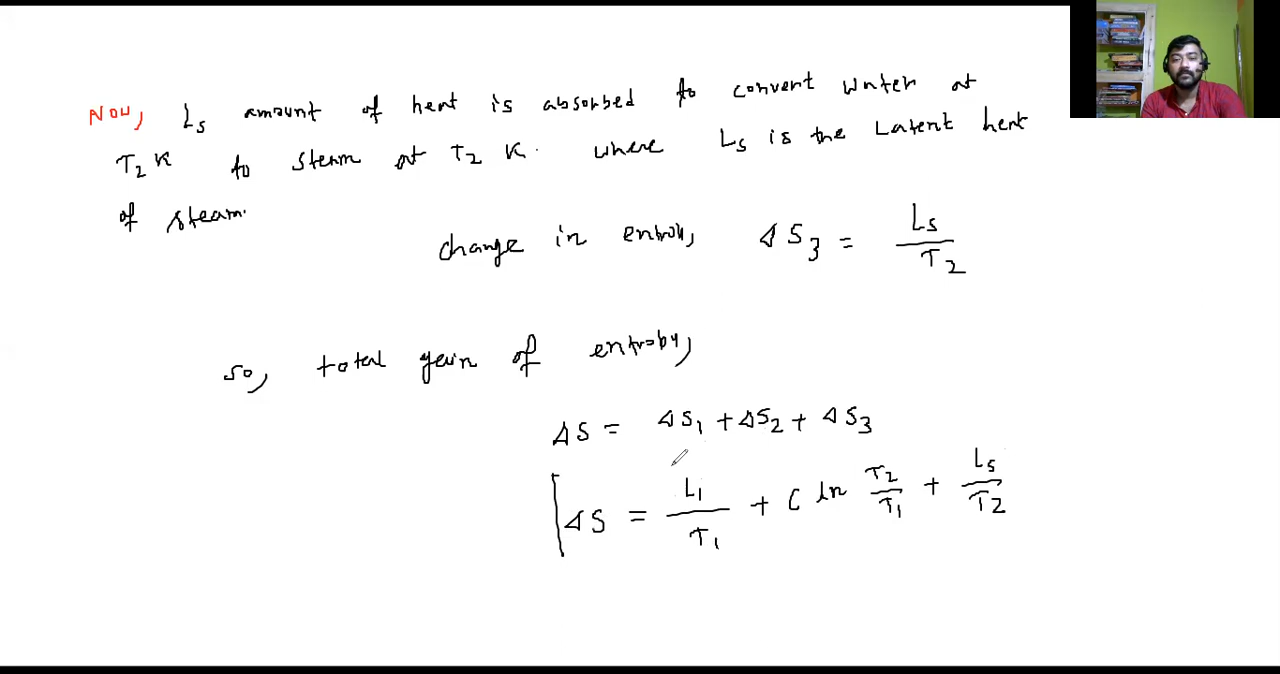 Now, Ls amount of heat is absorbed to convert water at
T2 K to steam at T2 K. where Ls is the Latent heat
of steam.
change in entropy, ΔS3 = Ls/T2
so, total gain of entropy,
ΔS = ΔS1 + ΔS2 + ΔS3
ΔS = L1/T1 + C ln T2/T1 + Ls/T2